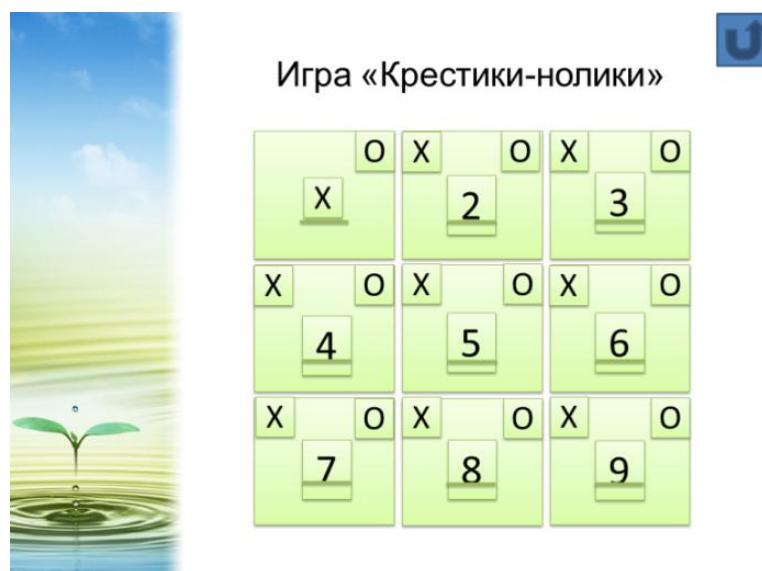 Игра «Крестики-нолики»
О Х О Х О
Х 2 3
Х О Х О Х О
4 5 6
Х О Х О Х О
7 8 9